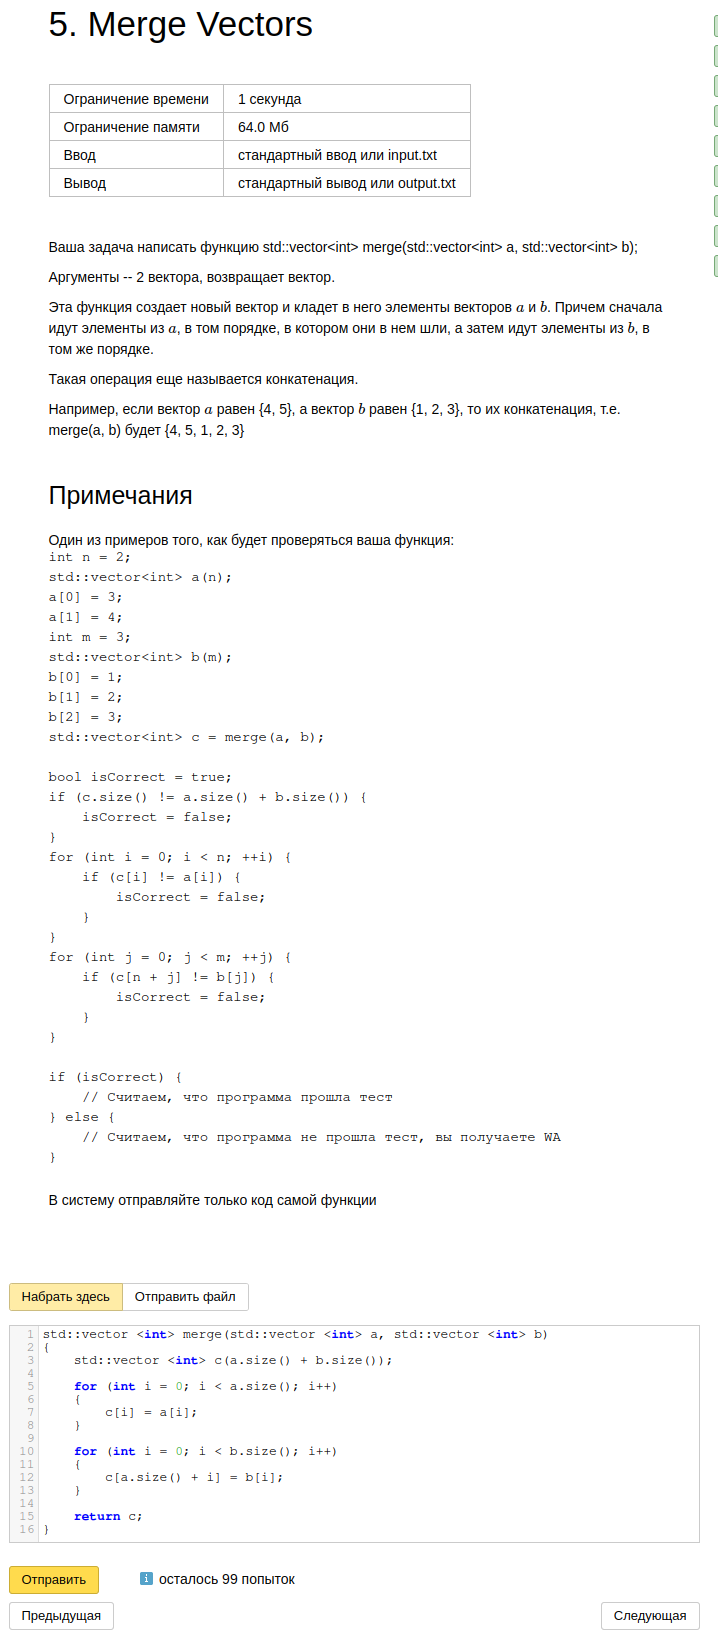 5. Merge Vectors
Ограничение времени 1 секунда
Ограничение памяти 64.0 Мб
Ввод стандартный ввод или input.txt
Вывод стандартный вывод или output.txt
Ваша задача написать функцию std::vector<int> merge(std::vector<int> a, std::vector<int> b);
Аргументы -- 2 вектора, возвращает вектор.
Эта функция создает новый вектор и кладет в него элементы векторов a и b. Причем сначала
идут элементы из a, в том порядке, в котором они в нем шли, а затем идут элементы из b, в
том же порядке.
Такая операция еще называется конкатенация.
Например, если вектор a равен {4, 5}, а вектор b равен {1, 2, 3}, то их конкатенация, т.е.
merge(a, b) будет {4, 5, 1, 2, 3}
Примечания
Один из примеров того, как будет проверяться ваша функция:
int n = 2;
std::vector<int> a(n);
a[0] = 3;
a[1] = 4;
int m = 3;
std::vector<int> b(m);
b[0] = 1;
b[1] = 2;
b[2] = 3;
std::vector<int> c = merge(a, b);
bool isCorrect = true;
if (c.size() != a.size() + b.size()) {
    isCorrect = false;
}
for (int i = 0; i < n; ++i) {
    if (c[i] != a[i]) {
        isCorrect = false;
    }
}
for (int j = 0; j < m; ++j) {
    if (c[n + j] != b[j]) {
        isCorrect = false;
    }
}
if (isCorrect) {
    // Считаем, что программа прошла тест
} else {
    // Считаем, что программа не прошла тест, вы получаете WA
}
В систему отправляйте только код самой функции
Набрать здесь Отправить файл
1 std::vector <int> merge(std::vector <int> a, std::vector <int> b)
2 {
3     std::vector <int> c(a.size() + b.size());
4
5     for (int i = 0; i < a.size(); i++)
6     {
7         c[i] = a[i];
8     }
9
10     for (int i = 0; i < b.size(); i++)
11     {
12         c[a.size() + i] = b[i];
13     }
14
15     return c;
16 }
Отправить i осталось 99 попыток
Предыдущая Следующая